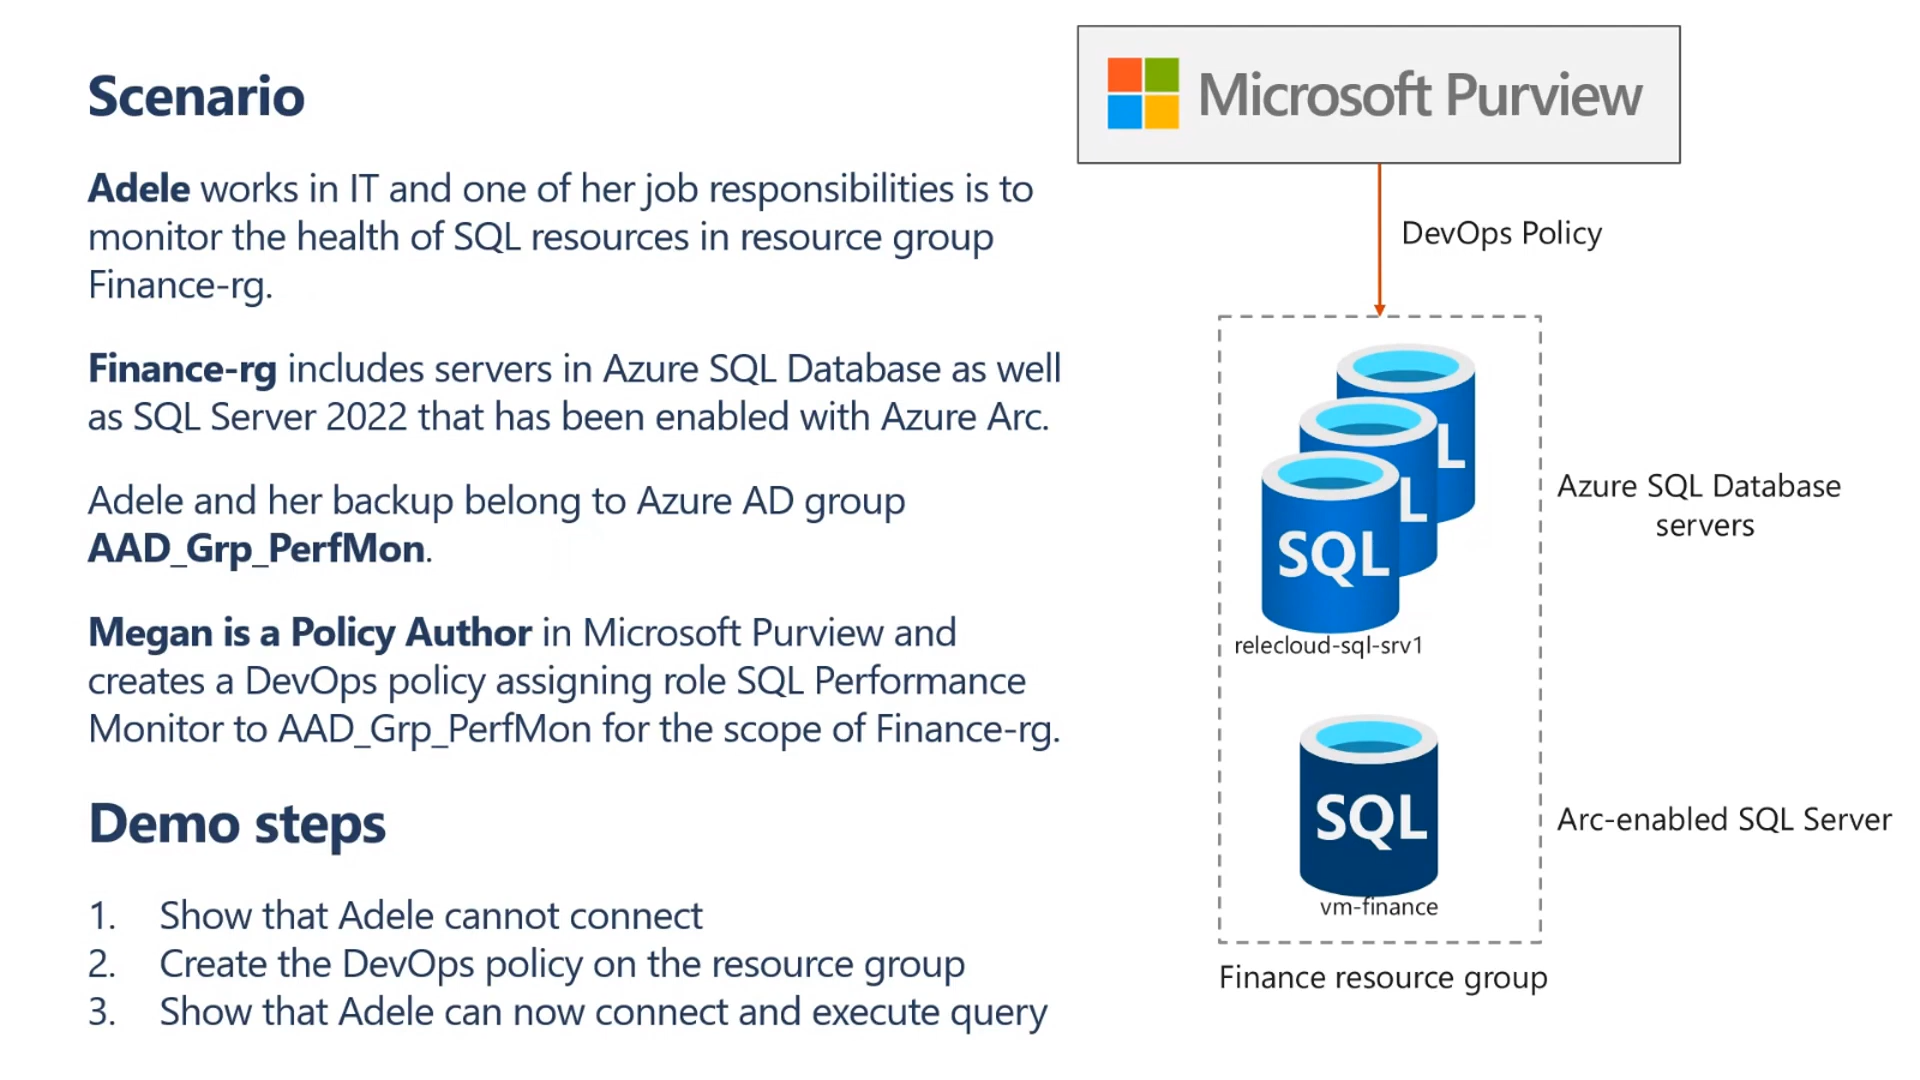 Scenario
Adele works in IT and one of her job responsibilities is to
monitor the health of SQL resources in resource group
Finance-rg.
Finance-rg includes servers in Azure SQL Database as well
as SQL Server 2022 that has been enabled with Azure Arc.
Adele and her backup belong to Azure AD group
AAD_Grp_PerfMon.
Megan is a Policy Author in Microsoft Purview and
creates a DevOps policy assigning role SQL Performance
Monitor to AAD_Grp_PerfMon for the scope of Finance-rg.
Demo steps
1. Show that Adele cannot connect
2. Create the DevOps policy on the resource group
3. Show that Adele can now connect and execute query
Microsoft Purview
DevOps Policy
L
L
SQL
relecloud-sql-srv1
Azure SQL Database
servers
SQL
vm-finance
Arc-enabled SQL Server
Finance resource group